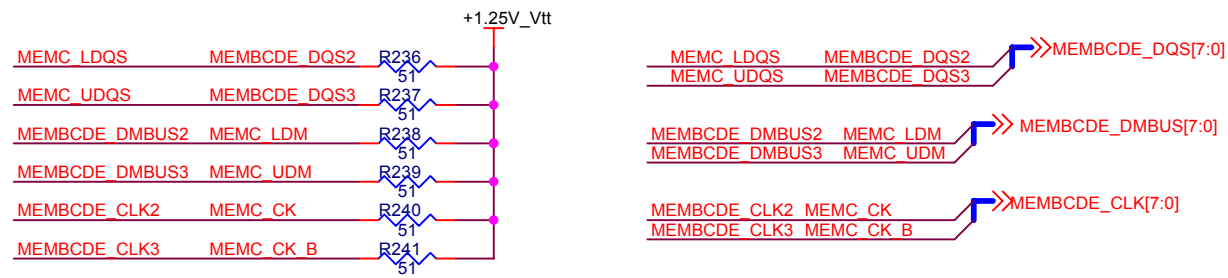 +1.25V_Vtt
MEMC_LDQS MEMBCDE_DQS2 R236
51
MEMC_UDQS MEMBCDE_DQS3 R237
51
MEMBCDE_DMBUS2 MEMC_LDM R238
51
MEMBCDE_DMBUS3 MEMC_UDM R239
51
MEMBCDE_CLK2 MEMC_CK R240
51
MEMBCDE_CLK3 MEMC_CK_B R241
51
MEMBCDE_DQS[7:0]
MEMC_LDQS MEMBCDE_DQS2
MEMC_UDQS MEMBCDE_DQS3
MEMBCDE_DMBUS[7:0]
MEMBCDE_DMBUS2 MEMC_LDM
MEMBCDE_DMBUS3 MEMC_UDM
MEMBCDE_CLK[7:0]
MEMBCDE_CLK2 MEMC_CK
MEMBCDE_CLK3 MEMC_CK_B